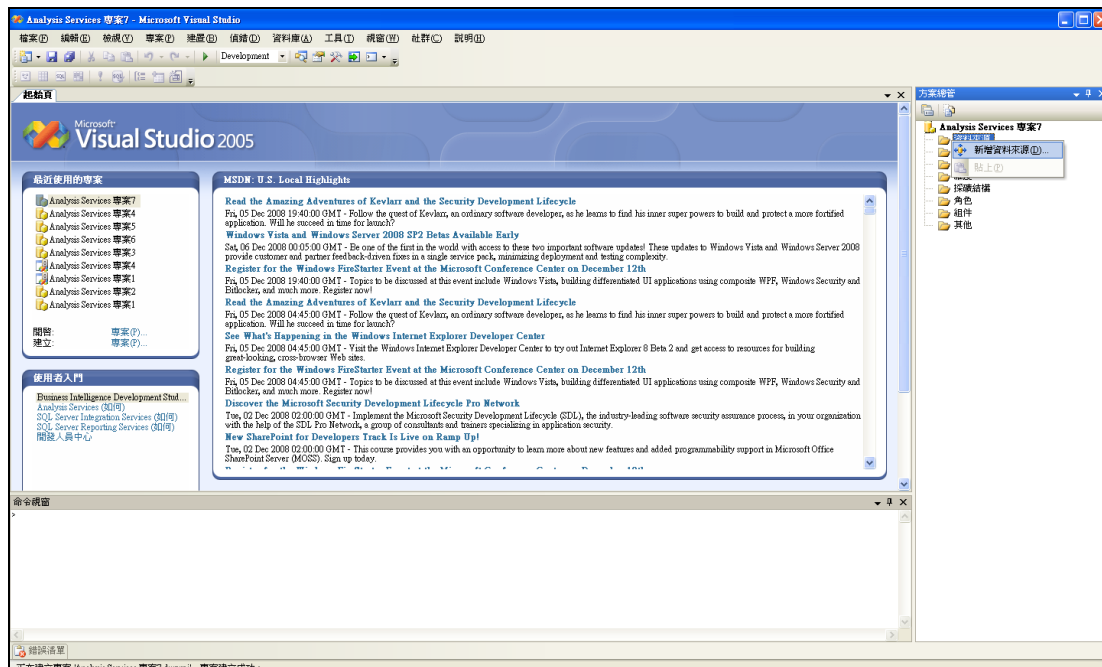 Analysis Services 專案7 - Microsoft Visual Studio
檔案(F) 編輯(E) 檢視(V) 專案(P) 建置(B) 偵錯(D) 資料庫(A) 工具(T) 視窗(W) 社群(C) 說明(H)
Development
起始頁
Microsoft
Visual Studio 2005
最近使用的專案
Analysis Services 專案7
Analysis Services 專案4
Analysis Services 專案5
Analysis Services 專案6
Analysis Services 專案3
Analysis Services 專案4
Analysis Services 專案1
Analysis Services 專案2
Analysis Services 專案1
開啓: 專案(P)...
建立: 專案(P)...
使用者入門
Business Intelligence Development Stud...
Analysis Services (如何)
SQL Server Integration Services (如何)
SQL Server Reporting Services (如何)
開發人員中心
MSDN: U.S. Local Highlights
Read the Amazing Adventures of Kevlarr and the Security Development Lifecycle
Fri, 05 Dec 2008 19:40:00 GMT - Follow the quest of Kevlarr, an ordinary software developer, as he learns to find his inner super powers to build and protect a more fortified
application. Will he succeed in time for launch?
Windows Vista and Windows Server 2008 SP2 Betas Available Early
Sat, 06 Dec 2008 00:05:00 GMT - Be one of the first in the world with access to these two important software updates! These updates to Windows Vista and Windows Server 2008
provide customer and partner feedback-driven fixes in a single service pack, minimizing deployment and testing complexity.
Register for the Windows FireStarter Event at the Microsoft Conference Center on December 12th
Fri, 05 Dec 2008 19:40:00 GMT - Topics to be discussed at this event include Windows Vista, building differentiated UI applications using composite WPF, Windows Security and
Bitlocker, and much more. Register now!
Read the Amazing Adventures of Kevlarr and the Security Development Lifecycle
Fri, 05 Dec 2008 04:45:00 GMT - Follow the quest of Kevlarr, an ordinary software developer, as he learns to find his inner super powers to build and protect a more fortified
application. Will he succeed in time for launch?
See What's Happening in the Windows Internet Explorer Developer Center
Fri, 05 Dec 2008 04:45:00 GMT - Visit the Windows Internet Explorer Developer Center to try out Internet Explorer 8 Beta 2 and get access to resources for building
great-looking, cross-browser Web sites.
Register for the Windows FireStarter Event at the Microsoft Conference Center on December 12th
Fri, 05 Dec 2008 04:45:00 GMT - Topics to be discussed at this event include Windows Vista, building differentiated UI applications using composite WPF, Windows Security and
Bitlocker, and much more. Register now!
Discover the Microsoft Security Development Lifecycle Pro Network
Tue, 02 Dec 2008 02:00:00 GMT - Implement the Microsoft Security Development Lifecycle (SDL), the industry-leading software security assurance process, in your organization
with the help of the SDL Pro Network, a group of consultants and trainers specializing in application security.
New SharePoint for Developers Track Is Live on Ramp Up!
Tue, 02 Dec 2008 02:00:00 GMT - This course provides you with an opportunity to learn more about new features and added programmability support in Microsoft Office
SharePoint Server (MOSS). Sign up today.
方案總管
Analysis Services 專案7
資料來源
新增資料來源(D)...
貼上(P)
採礦結構
角色
組件
其他
命令視窗
>
錯誤清單